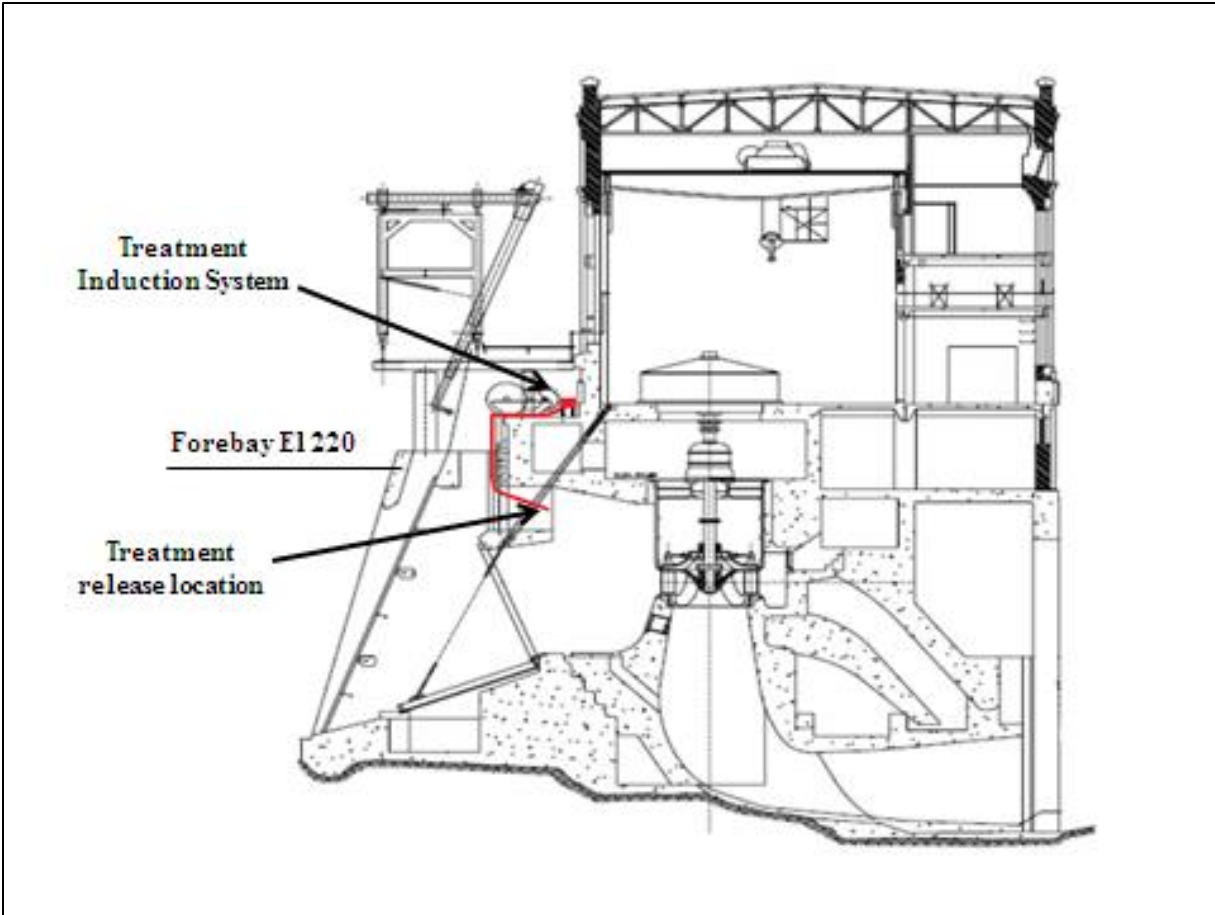 Treatment
Induction System
Forebay El 220
Treatment
release location